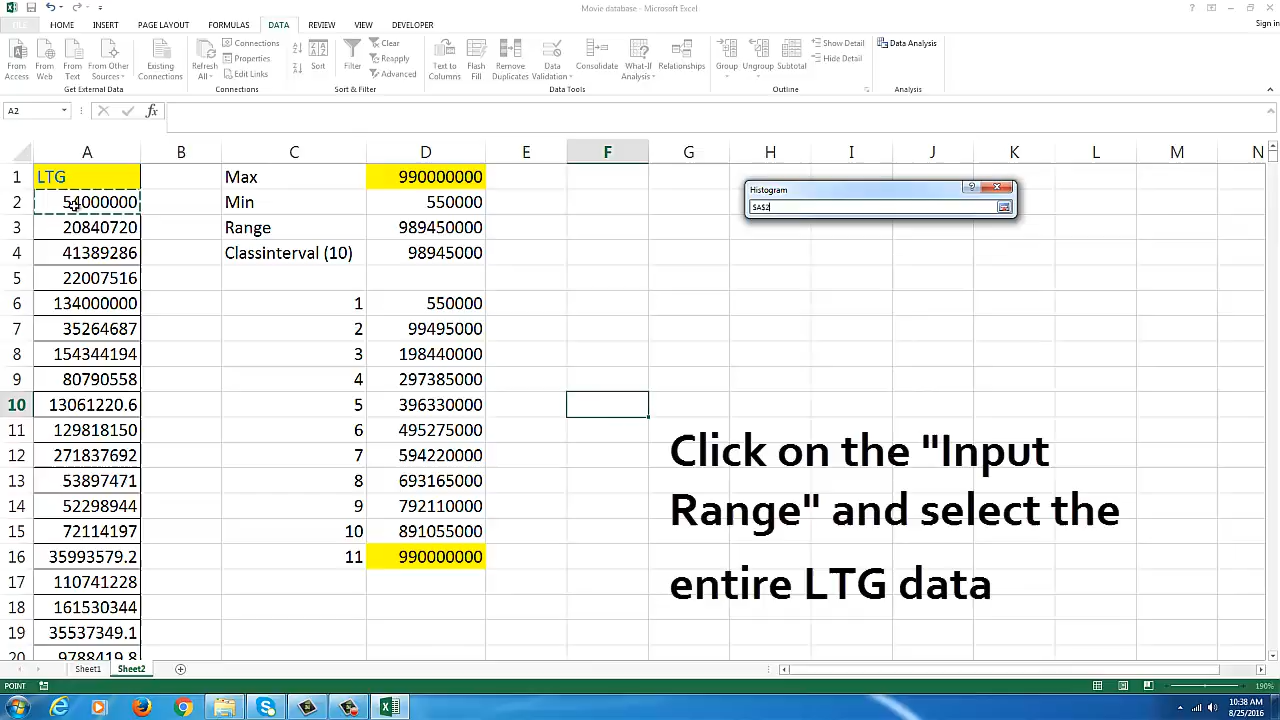 Movie database - Microsoft Excel
Sign in
HOME INSERT PAGE LAYOUT FORMULAS DATA REVIEW VIEW DEVELOPER
From Access
From Web
From Text
From Other Sources
Existing Connections
Get External Data
Refresh All
Connections
Properties
Edit Links
Connections
Sort
Filter
Clear
Reapply
Advanced
Sort & Filter
Text to Columns
Flash Fill
Remove Duplicates
Data Validation
Consolidate
What-If Analysis
Relationships
Data Tools
Group
Ungroup
Subtotal
Show Detail
Hide Detail
Outline
Data Analysis
Analysis
A2 fx
A B C D E F G H I J K L M N
1 LTG Max 990000000
2 54000000 Min 550000
3 20840720 Range 989450000
4 41389286 Classinterval (10) 98945000
5 22007516
6 134000000 1 550000
7 35264687 2 99495000
8 154344194 3 198440000
9 80790558 4 297385000
10 13061220.6 5 396330000
11 129818150 6 495275000
12 271837692 7 594220000
13 53897471 8 693165000
14 52298944 9 792110000
15 72114197 10 891055000
16 35993579.2 11 990000000
17 110741228
18 161530344
19 35537349.1
20 9788419.8
Histogram
$A$2
Click on the "Input
Range" and select the
entire LTG data
Sheet1 Sheet2
POINT
190%
10:38 AM
8/25/2016